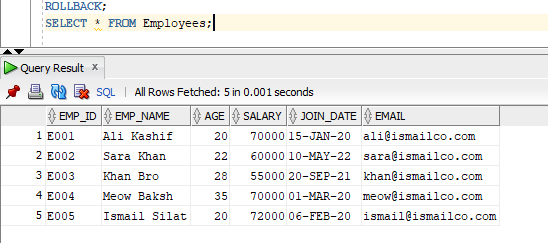 ROLLBACK;
SELECT * FROM Employees;
Query Result x
SQL | All Rows Fetched: 5 in 0.001 seconds
EMP_ID EMP_NAME AGE SALARY JOIN_DATE EMAIL
1 E001 Ali Kashif 20 70000 15-JAN-20 ali@ismailco.com
2 E002 Sara Khan 22 60000 10-MAY-22 sara@ismailco.com
3 E003 Khan Bro 28 55000 20-SEP-21 khan@ismailco.com
4 E004 Meow Baksh 35 70000 01-MAR-20 meow@ismailco.com
5 E005 Ismail Silat 20 72000 06-FEB-20 ismail@ismailco.com